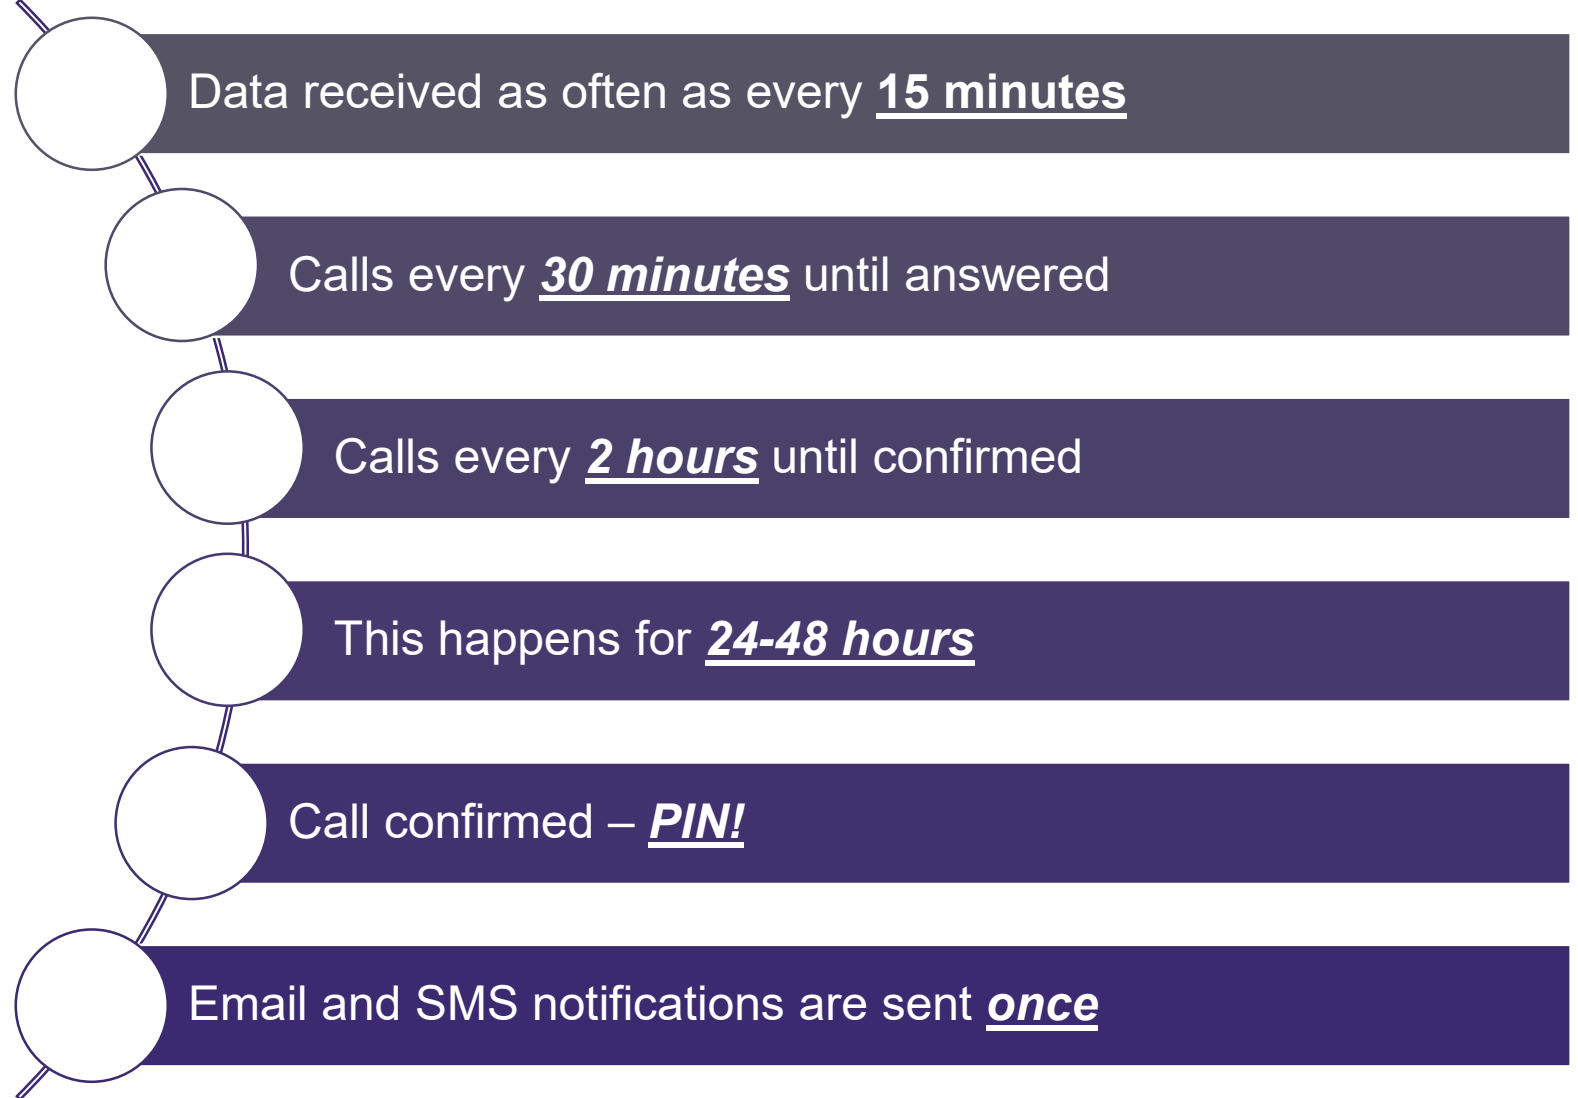 Data received as often as every 15 minutes
Calls every 30 minutes until answered
Calls every 2 hours until confirmed
This happens for 24-48 hours
Call confirmed – PIN!
Email and SMS notifications are sent once